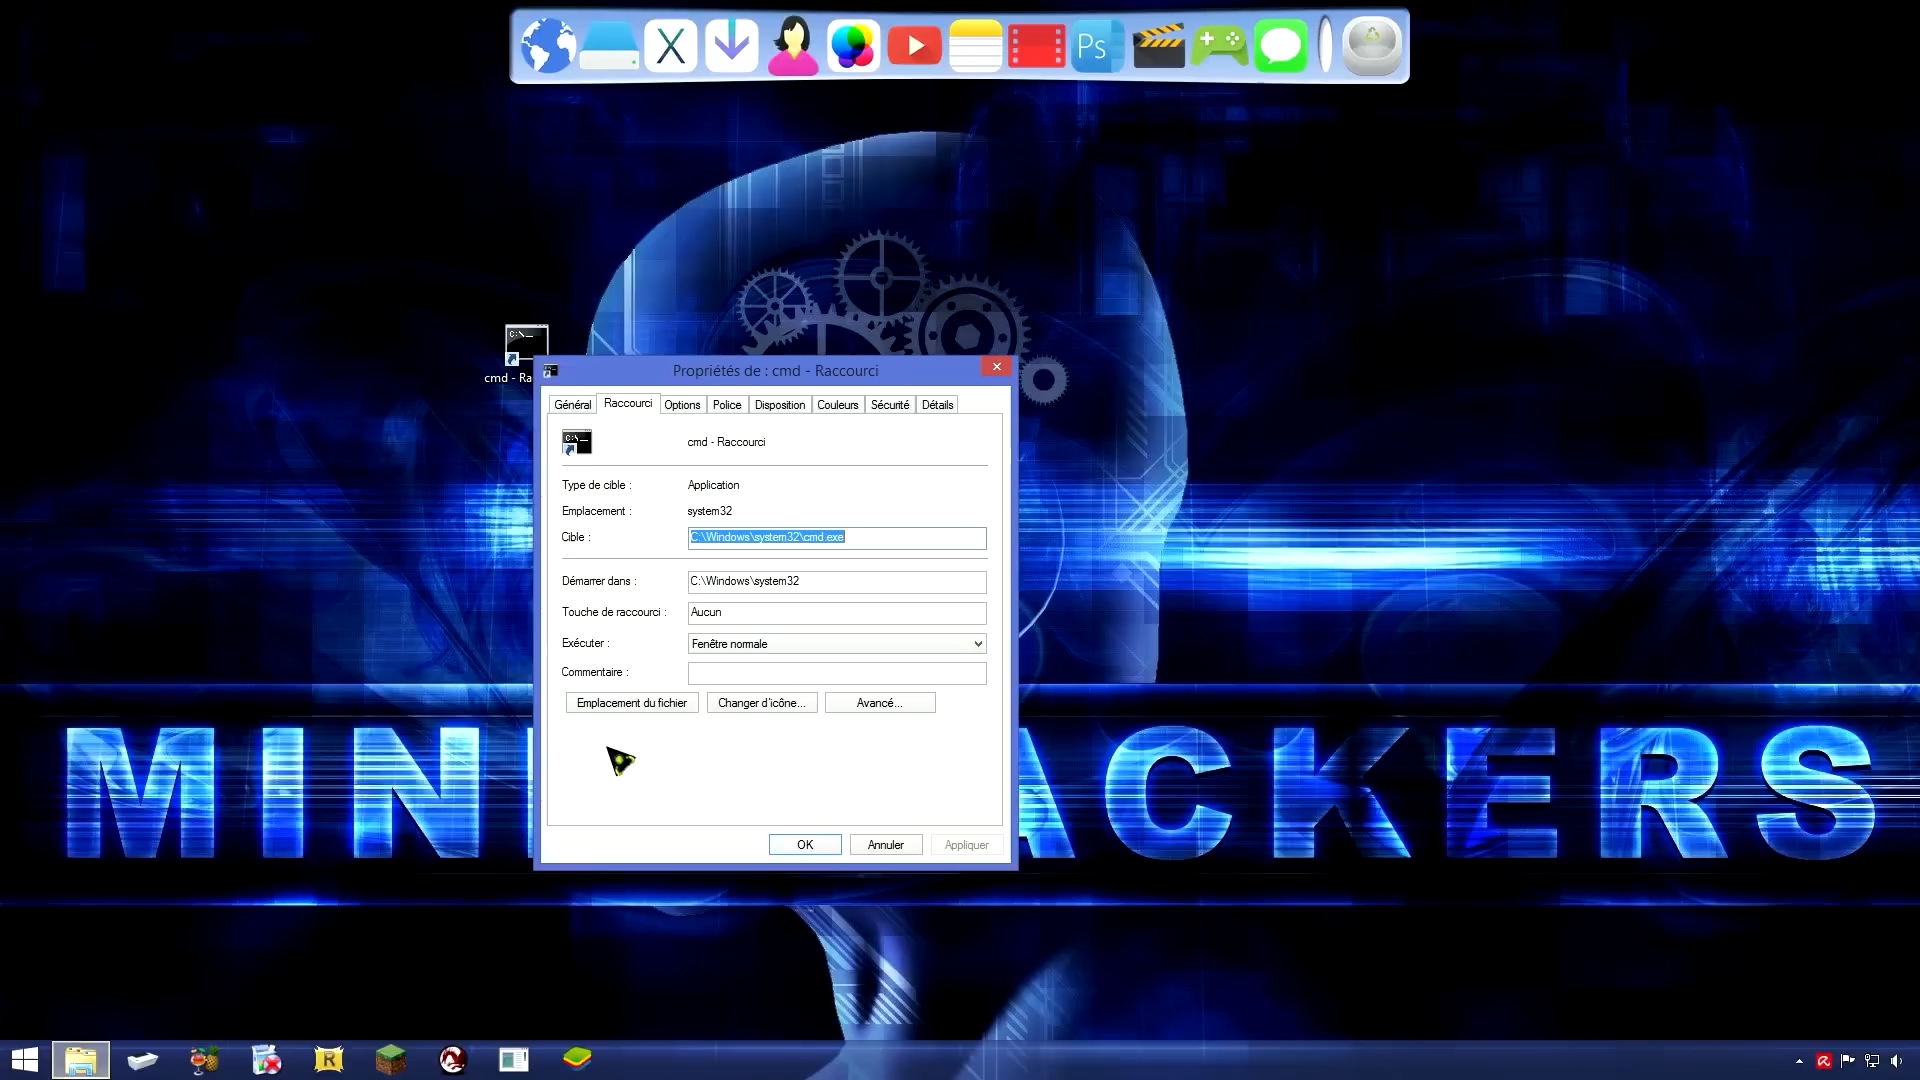 X
Ps
cmd - Ra
Propriétés de : cmd - Raccourci
Général Raccourci Options Police Disposition Couleurs Sécurité Détails
C:\
cmd - Raccourci
Type de cible : Application
Emplacement : system32
Cible : C:\Windows\system32\cmd.exe
Démarrer dans : C:\Windows\system32
Touche de raccourci : Aucun
Exécuter : Fenêtre normale
Commentaire :
Emplacement du fichier Changer d'icône... Avancé...
MIN ACKERS
OK Annuler Appliquer
R